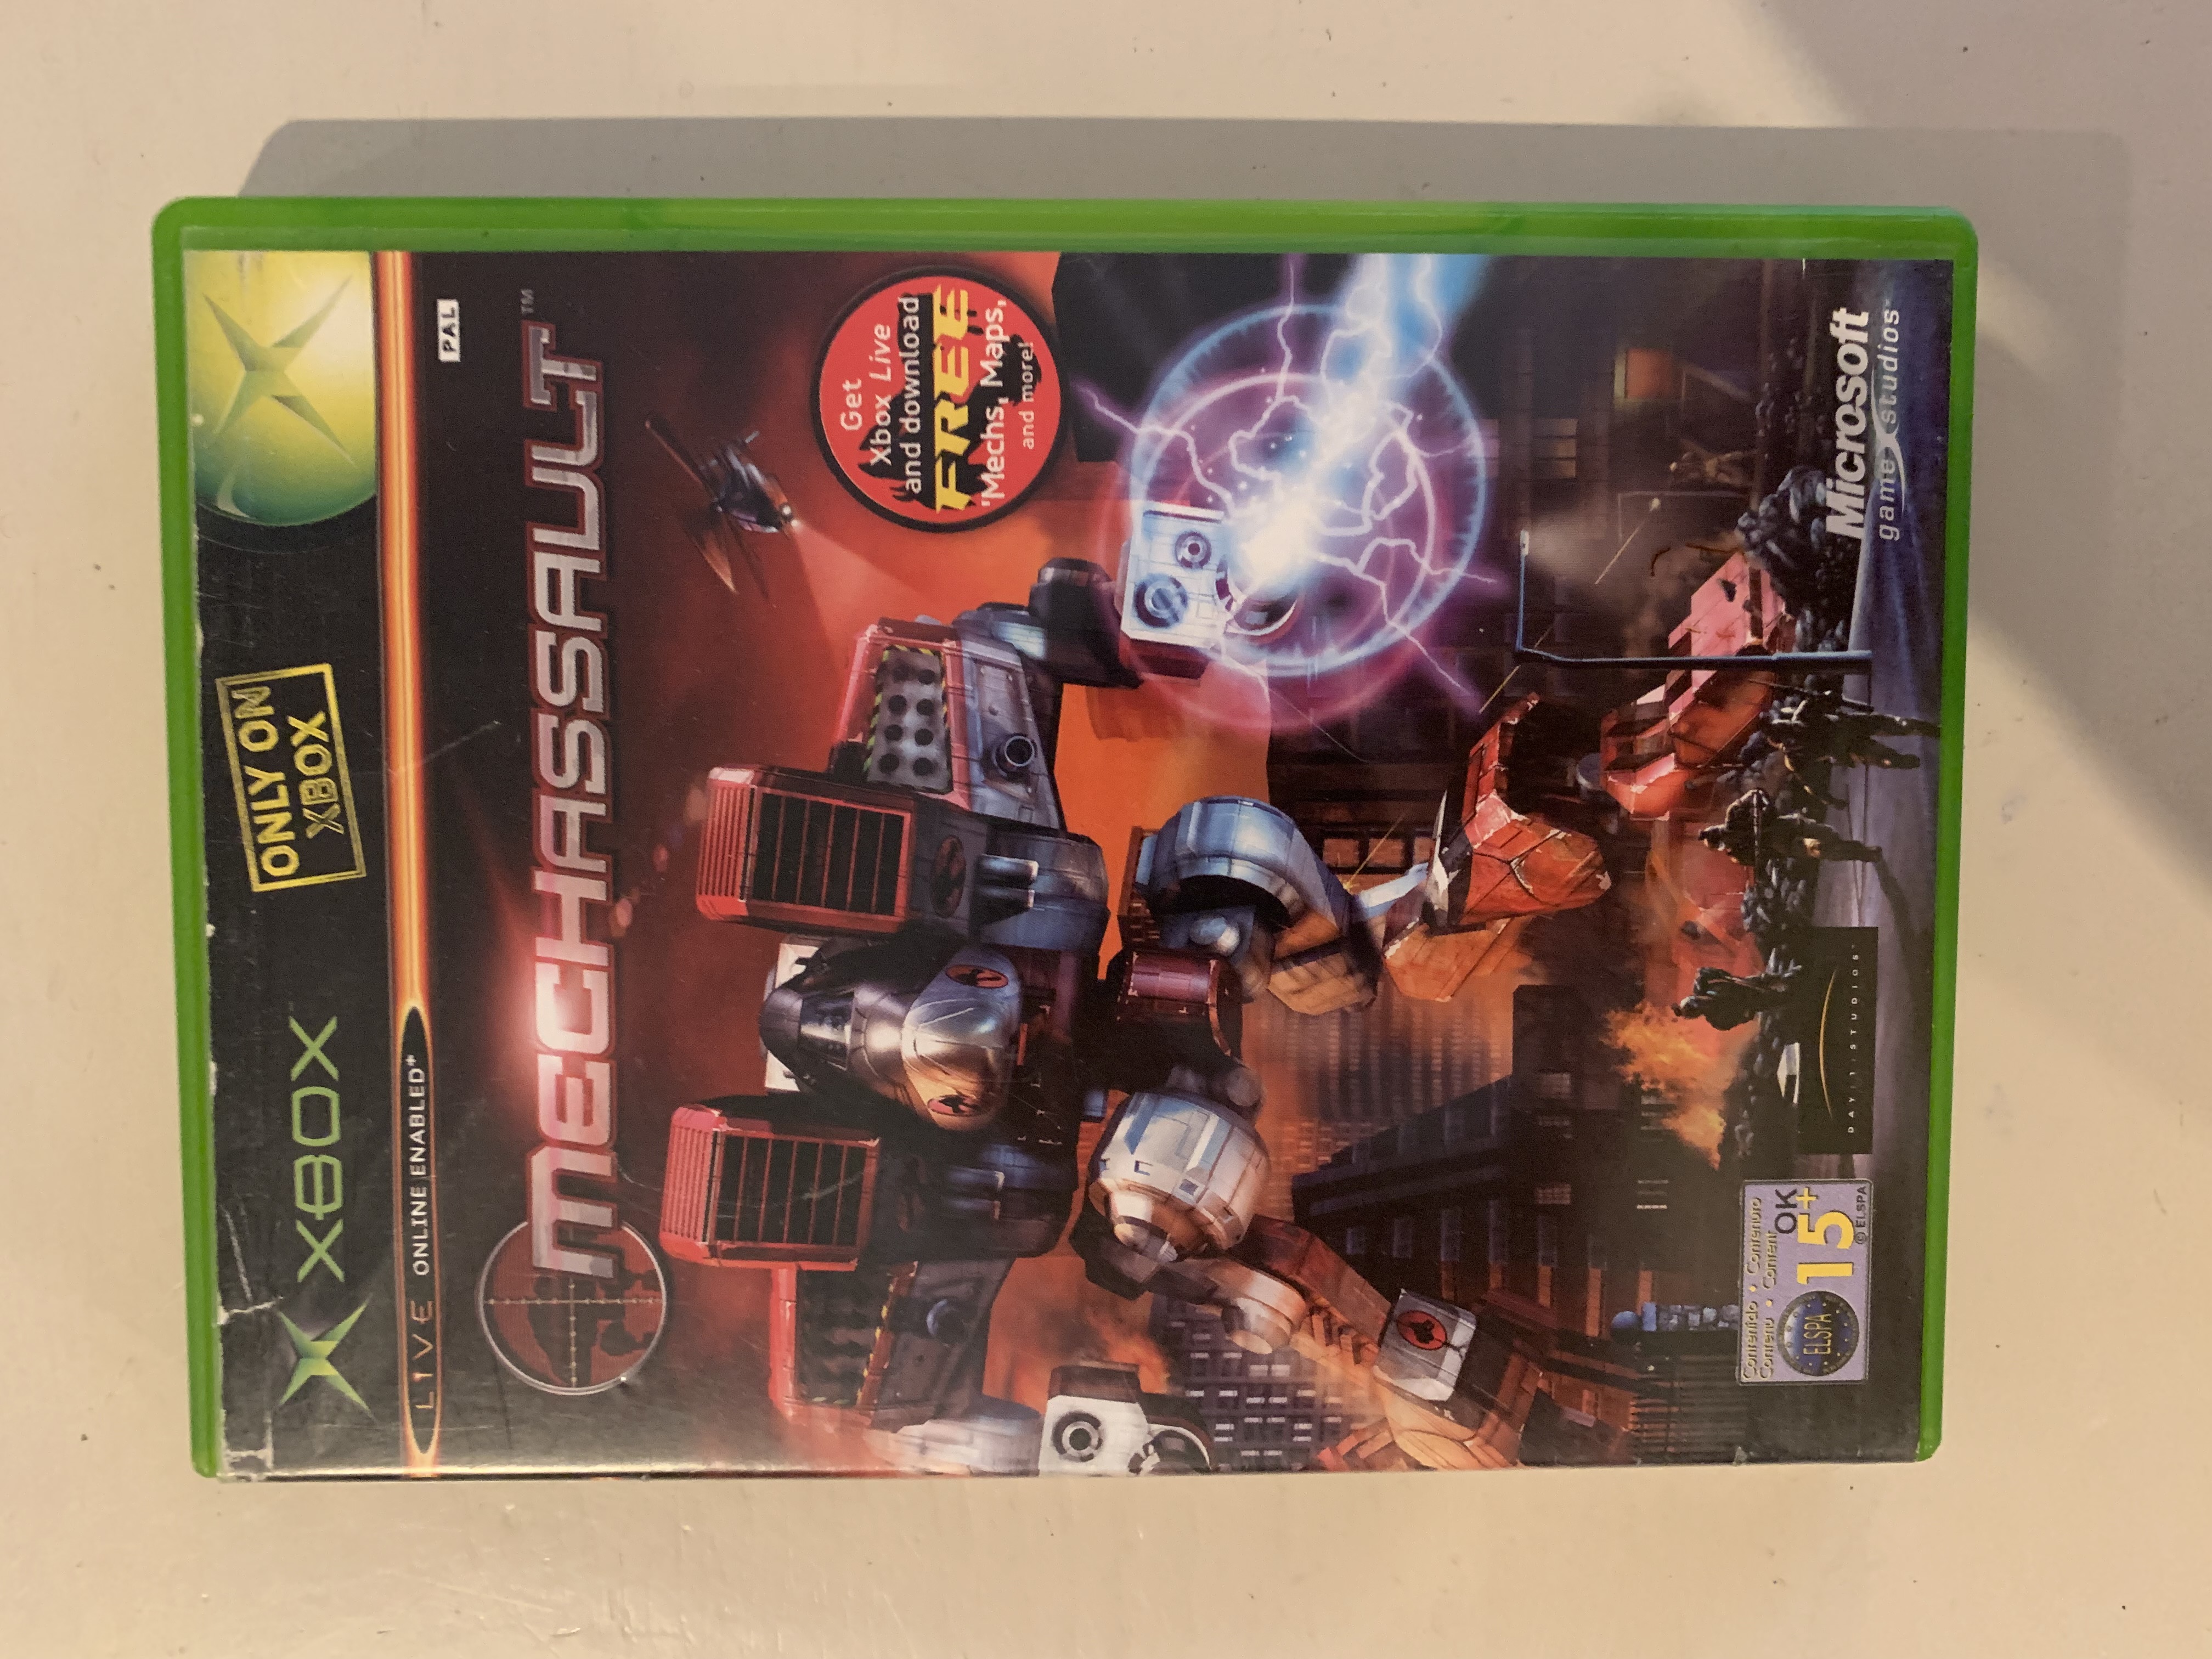 XBOX
ONLY ON
XBOX
LIVE ONLINE ENABLED*
PAL
MECHASSAULT™
Get
Xbox Live
and download
FREE
'Mechs, Maps,
and more!
Contenido • Contenuto
Contenu • Content
OK
ELSPA
15+
© ELSPA
DAY 1 STUDIOS
Microsoft
game studios